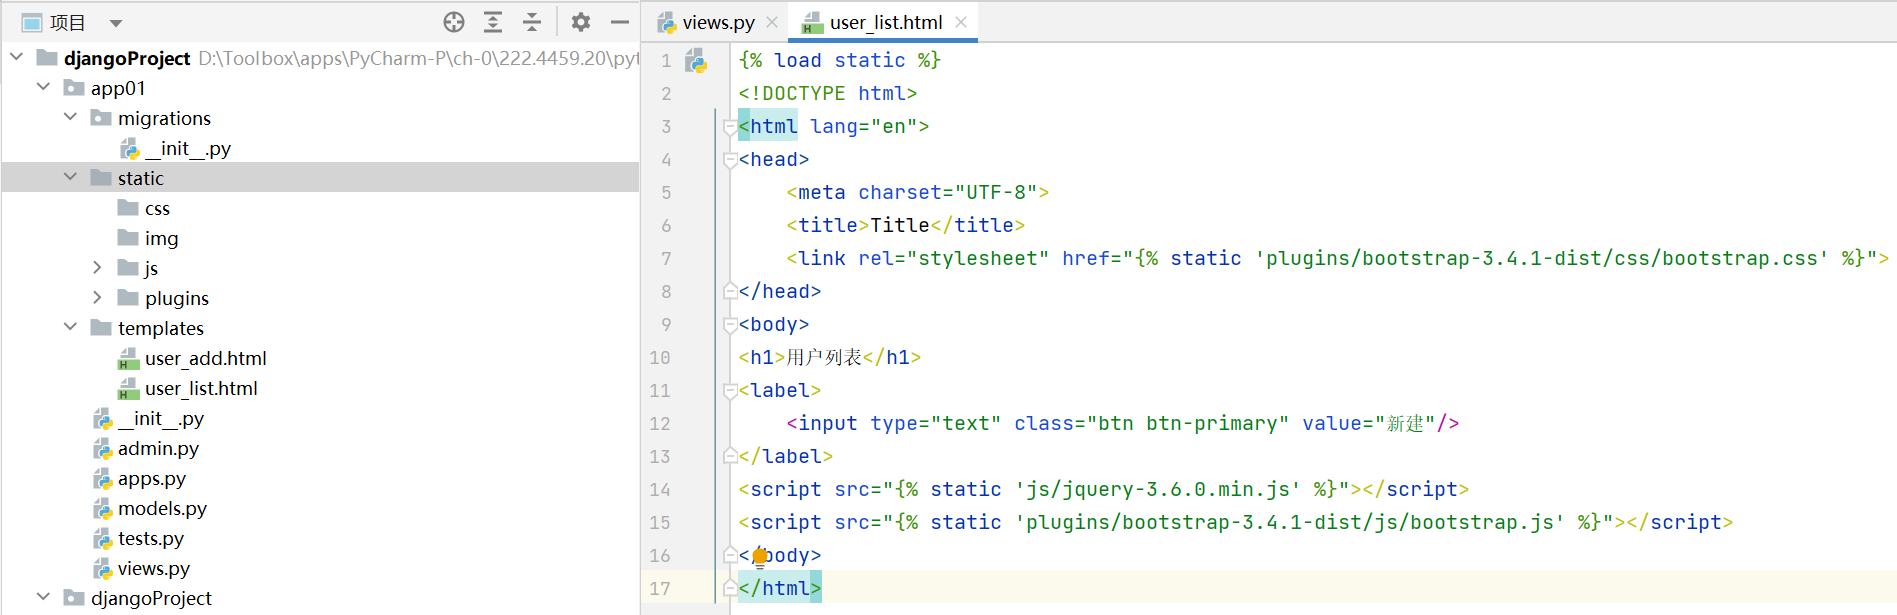 项目
djangoProject D:\Toolbox\apps\PyCharm-P\ch-0\222.4459.20\pyt
app01
migrations
__init__.py
static
css
img
js
plugins
templates
user_add.html
user_list.html
__init__.py
admin.py
apps.py
models.py
tests.py
views.py
djangoProject
views.py
user_list.html
1 {% load static %}
2 <!DOCTYPE html>
3 <html lang="en">
4 <head>
5     <meta charset="UTF-8">
6     <title>Title</title>
7     <link rel="stylesheet" href="{% static 'plugins/bootstrap-3.4.1-dist/css/bootstrap.css' %}">
8 </head>
9 <body>
10 <h1>用户列表</h1>
11 <label>
12     <input type="text" class="btn btn-primary" value="新建"/>
13 </label>
14 <script src="{% static 'js/jquery-3.6.0.min.js' %}"></script>
15 <script src="{% static 'plugins/bootstrap-3.4.1-dist/js/bootstrap.js' %}"></script>
16 </body>
17 </html>